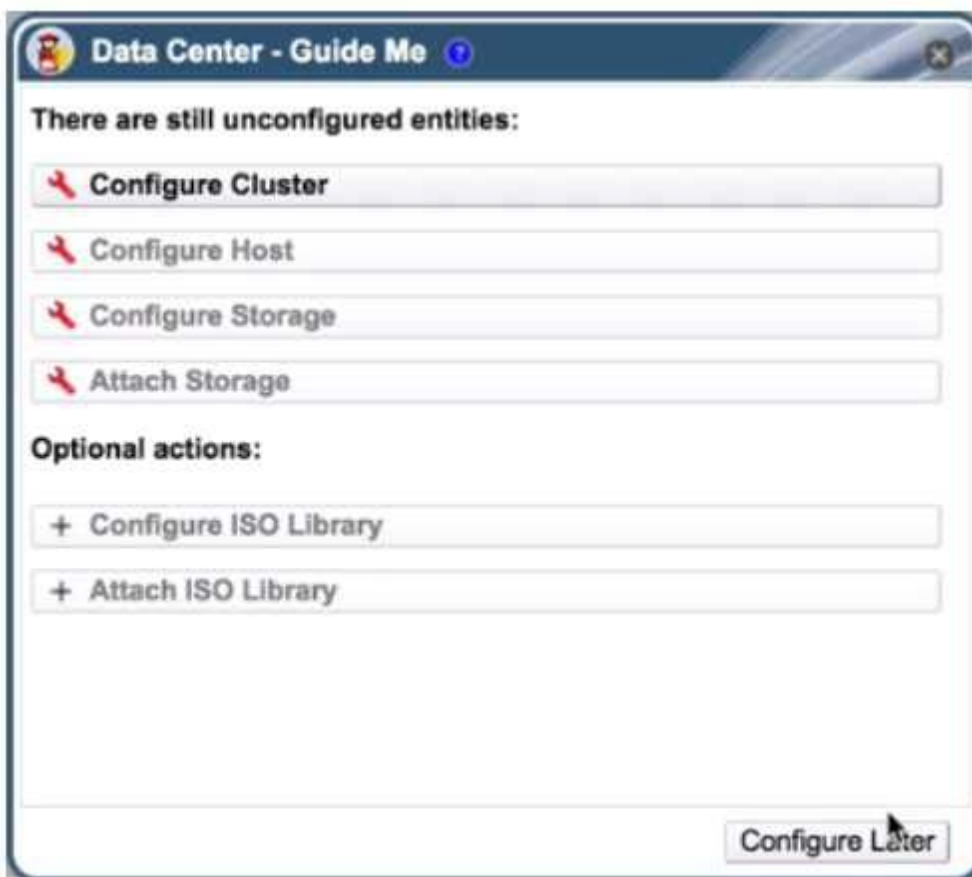 Data Center - Guide Me ?
There are still unconfigured entities:
Configure Cluster
Configure Host
Configure Storage
Attach Storage
Optional actions:
+ Configure ISO Library
+ Attach ISO Library
Configure Later